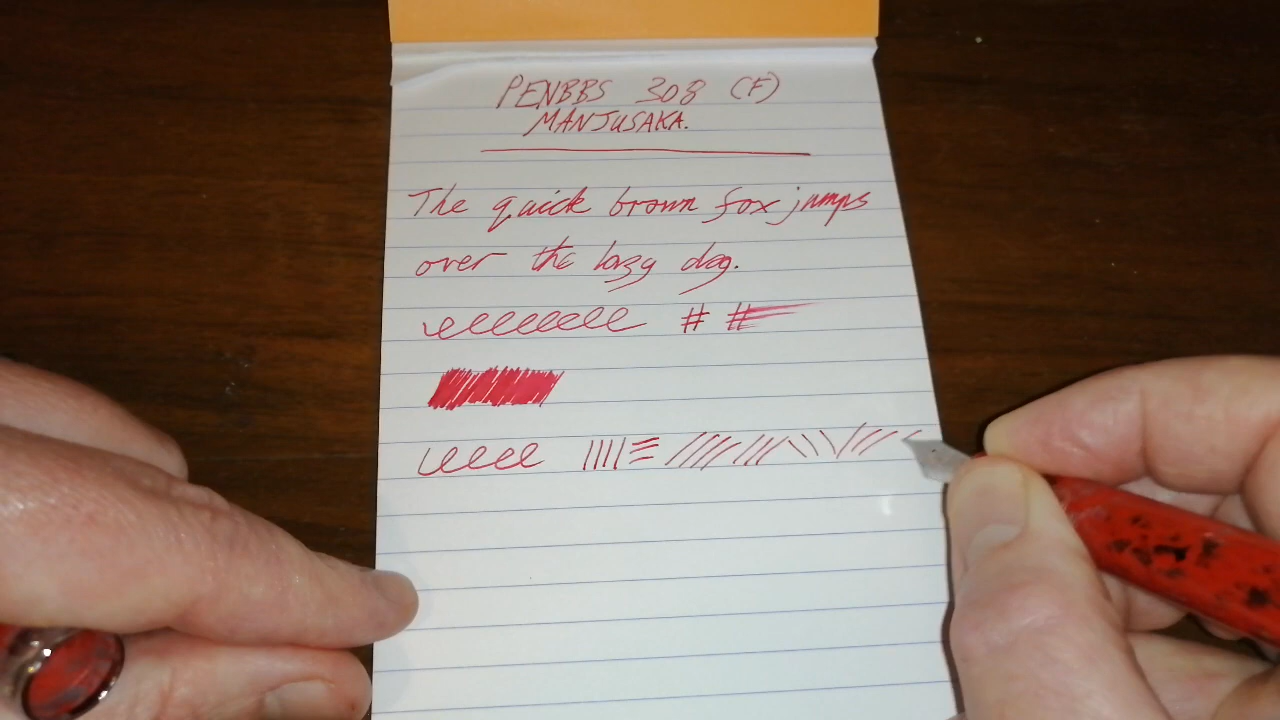 PENBBS 308 (F)
MANJUSAKA.
The quick brown fox jumps
over the lazy dog.
# #